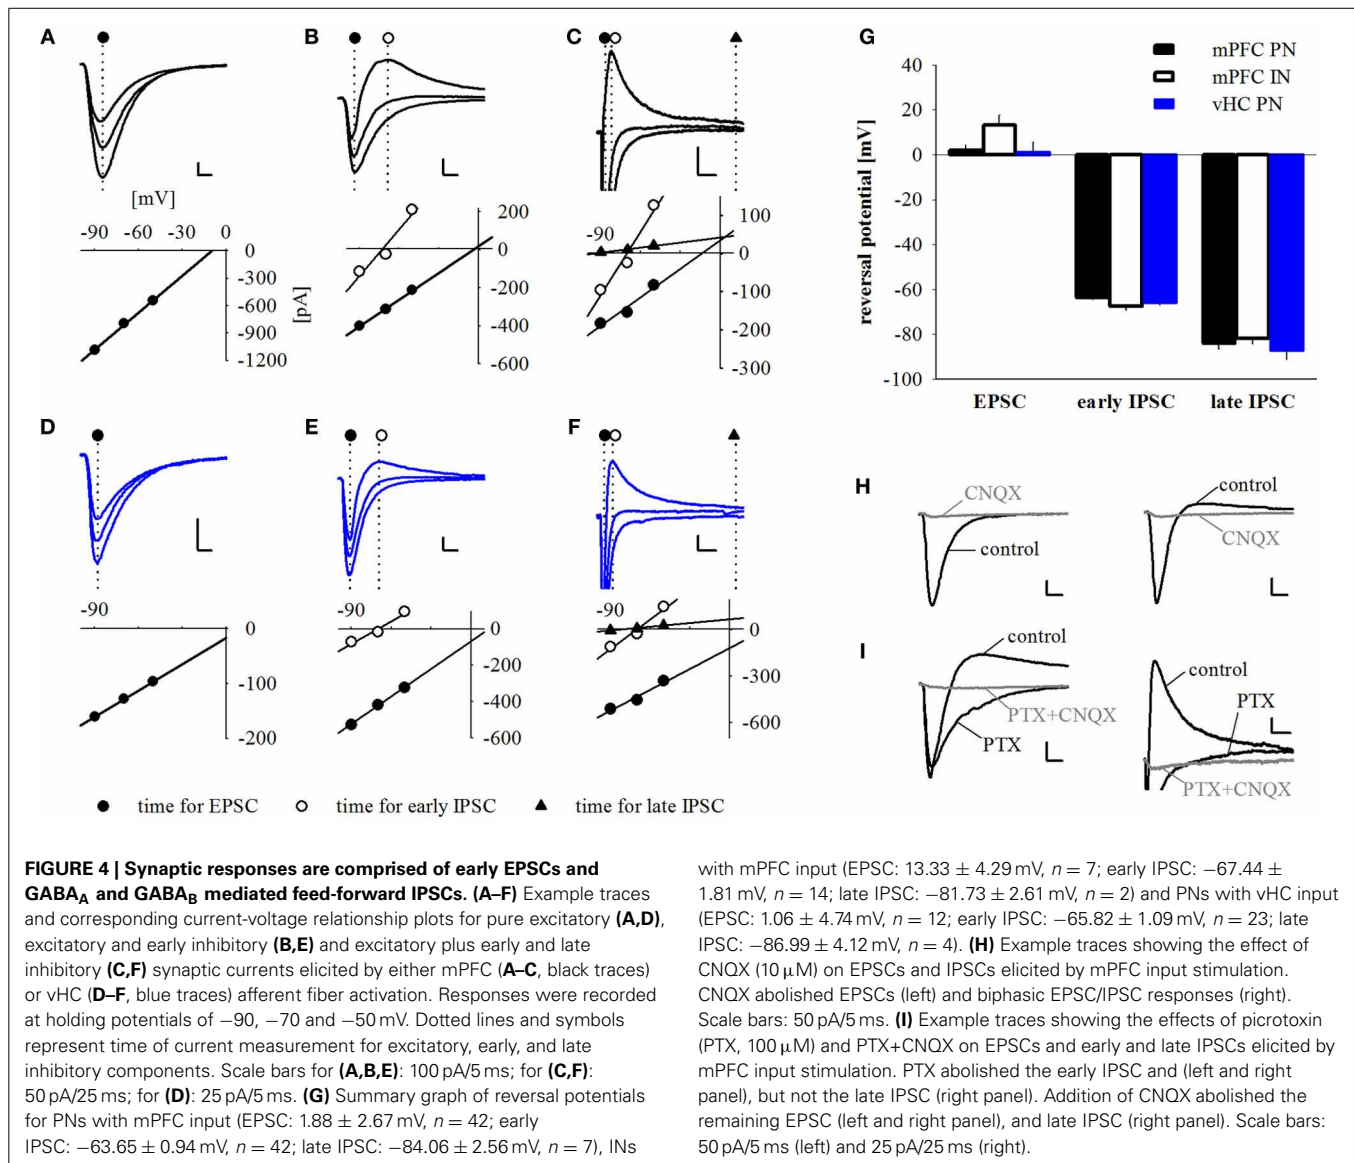 A
B
C
G
mPFC PN
mPFC IN
vHC PN
40
20
0
-20
-40
-60
-80
-100
reversal potential [mV]
EPSC
early IPSC
late IPSC
[mV]
-90 -60 -30 0
0
-300
-600
-900
-1200
[pA]
200
0
-200
-400
-600
-90
100
0
-100
-200
-300
D
E
F
-90
0
-100
-200
-90
0
-200
-400
-600
-90
0
-300
-600
H
CNQX
control
control
CNQX
I
control
PTX+CNQX
PTX
control
PTX
PTX+CNQX
time for EPSC
time for early IPSC
time for late IPSC
FIGURE 4 | Synaptic responses are comprised of early EPSCs and
GABAA and GABAB mediated feed-forward IPSCs. (A–F) Example traces
and corresponding current-voltage relationship plots for pure excitatory (A,D),
excitatory and early inhibitory (B,E) and excitatory plus early and late
inhibitory (C,F) synaptic currents elicited by either mPFC (A–C, black traces)
or vHC (D–F, blue traces) afferent fiber activation. Responses were recorded
at holding potentials of −90, −70 and −50 mV. Dotted lines and symbols
represent time of current measurement for excitatory, early, and late
inhibitory components. Scale bars for (A,B,E): 100 pA/5 ms; for (C,F):
50 pA/25 ms; for (D): 25 pA/5 ms. (G) Summary graph of reversal potentials
for PNs with mPFC input (EPSC: 1.88 ± 2.67 mV, n = 42; early
IPSC: −63.65 ± 0.94 mV, n = 42; late IPSC: −84.06 ± 2.56 mV, n = 7), INs
with mPFC input (EPSC: 13.33 ± 4.29 mV, n = 7; early IPSC: −67.44 ±
1.81 mV, n = 14; late IPSC: −81.73 ± 2.61 mV, n = 2) and PNs with vHC input
(EPSC: 1.06 ± 4.74 mV, n = 12; early IPSC: −65.82 ± 1.09 mV, n = 23; late
IPSC: −86.99 ± 4.12 mV, n = 4). (H) Example traces showing the effect of
CNQX (10 μM) on EPSCs and IPSCs elicited by mPFC input stimulation.
CNQX abolished EPSCs (left) and biphasic EPSC/IPSC responses (right).
Scale bars: 50 pA/5 ms. (I) Example traces showing the effects of picrotoxin
(PTX, 100 μM) and PTX+CNQX on EPSCs and early and late IPSCs elicited by
mPFC input stimulation. PTX abolished the early IPSC and (left and right
panel), but not the late IPSC (right panel). Addition of CNQX abolished the
remaining EPSC (left and right panel), and late IPSC (right panel). Scale bars:
50 pA/5 ms (left) and 25 pA/25 ms (right).